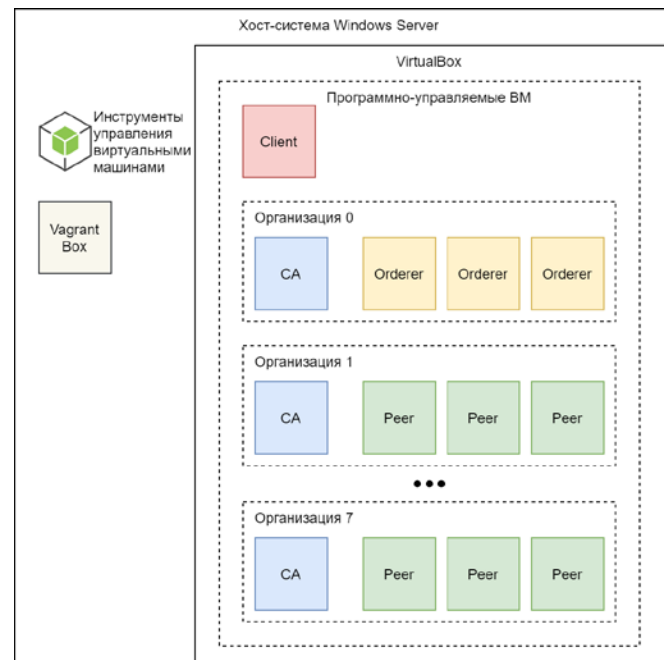 Хост-система Windows Server
VirtualBox
Программно-управляемые ВМ
Инструменты
управления
виртуальными
машинами
Vagrant
Box
Client
Организация 0
CA Orderer Orderer Orderer
Организация 1
CA Peer Peer Peer
Организация 7
CA Peer Peer Peer